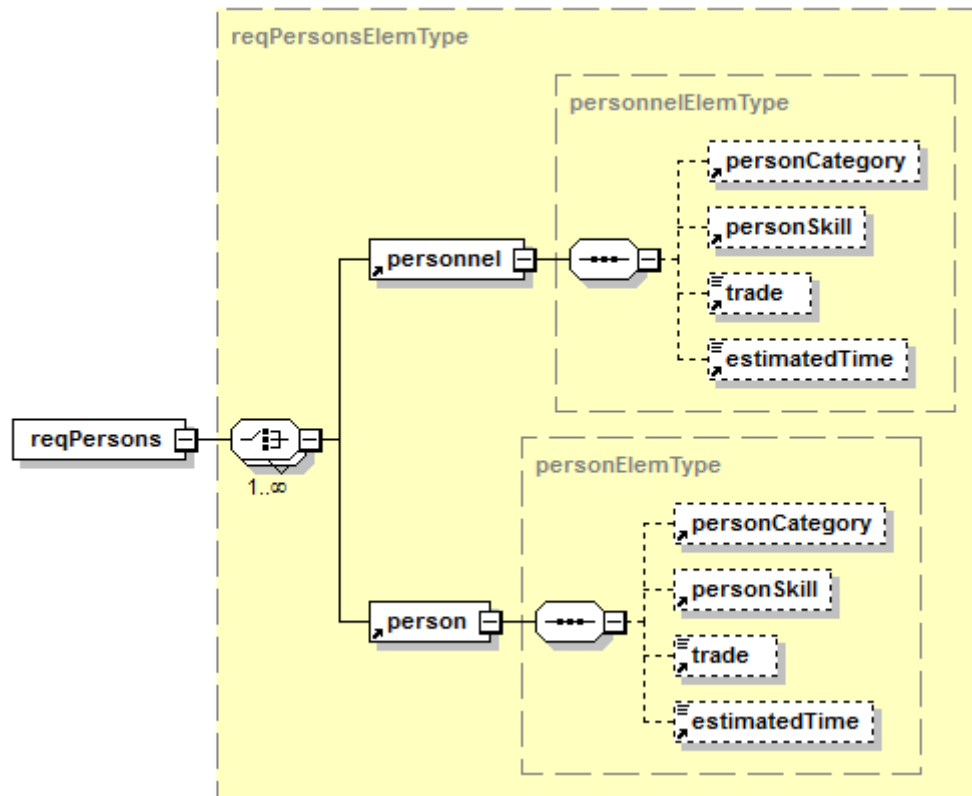 reqPersonsElemType
personnelElemType
personCategory
personSkill
personnel
trade
estimatedTime
reqPersons
1..∞
personElemType
personCategory
personSkill
person
trade
estimatedTime